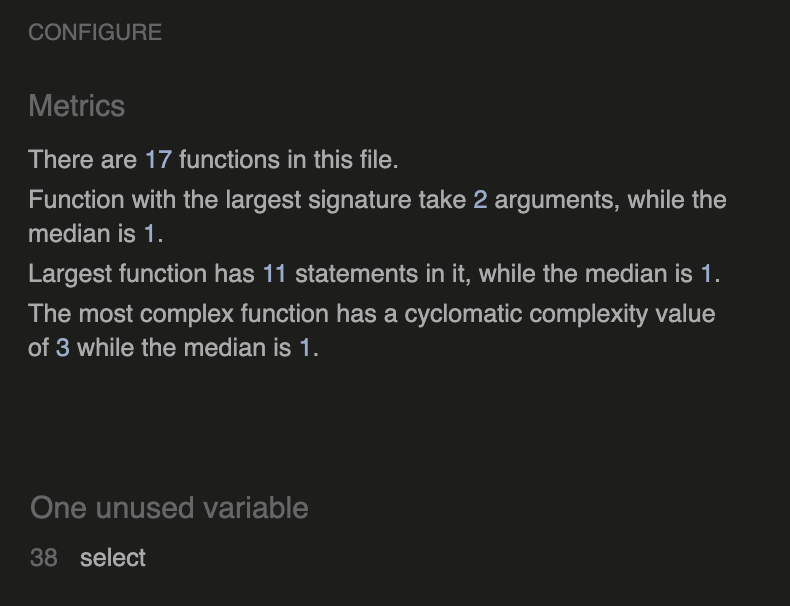 CONFIGURE
Metrics
There are 17 functions in this file.
Function with the largest signature take 2 arguments, while the
median is 1.
Largest function has 11 statements in it, while the median is 1.
The most complex function has a cyclomatic complexity value
of 3 while the median is 1.
One unused variable
38 select